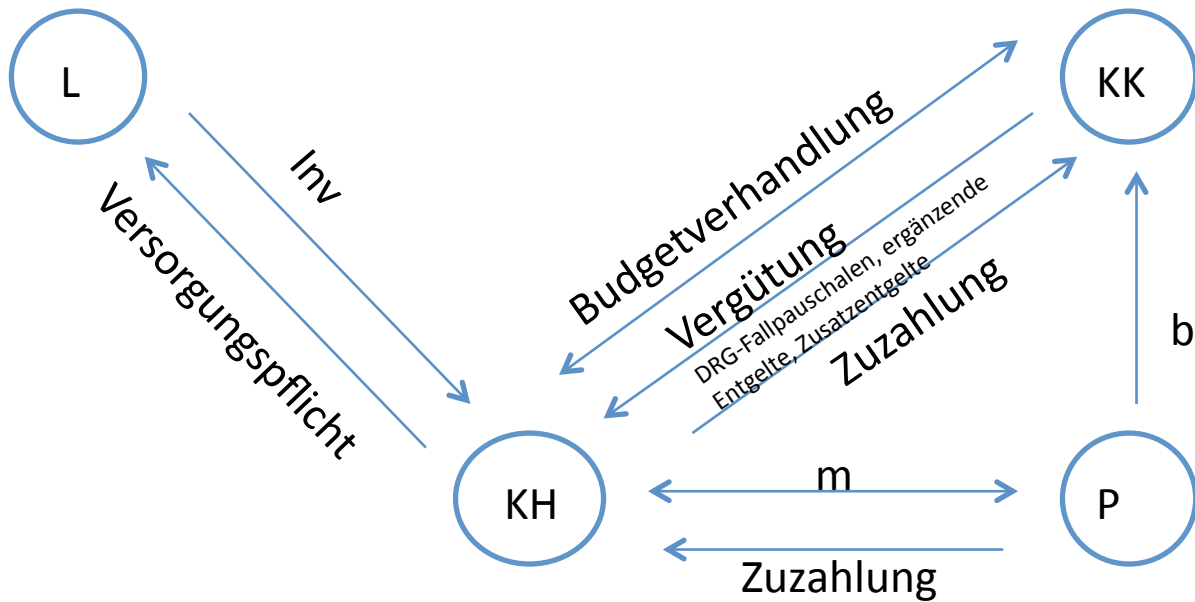 L
KK
Inv
Versorgungspflicht
Budgetverhandlung
Vergütung
DRG-Fallpauschalen, ergänzende
Entgelte, Zusatzentgelte
Zuzahlung
b
KH
m
P
Zuzahlung